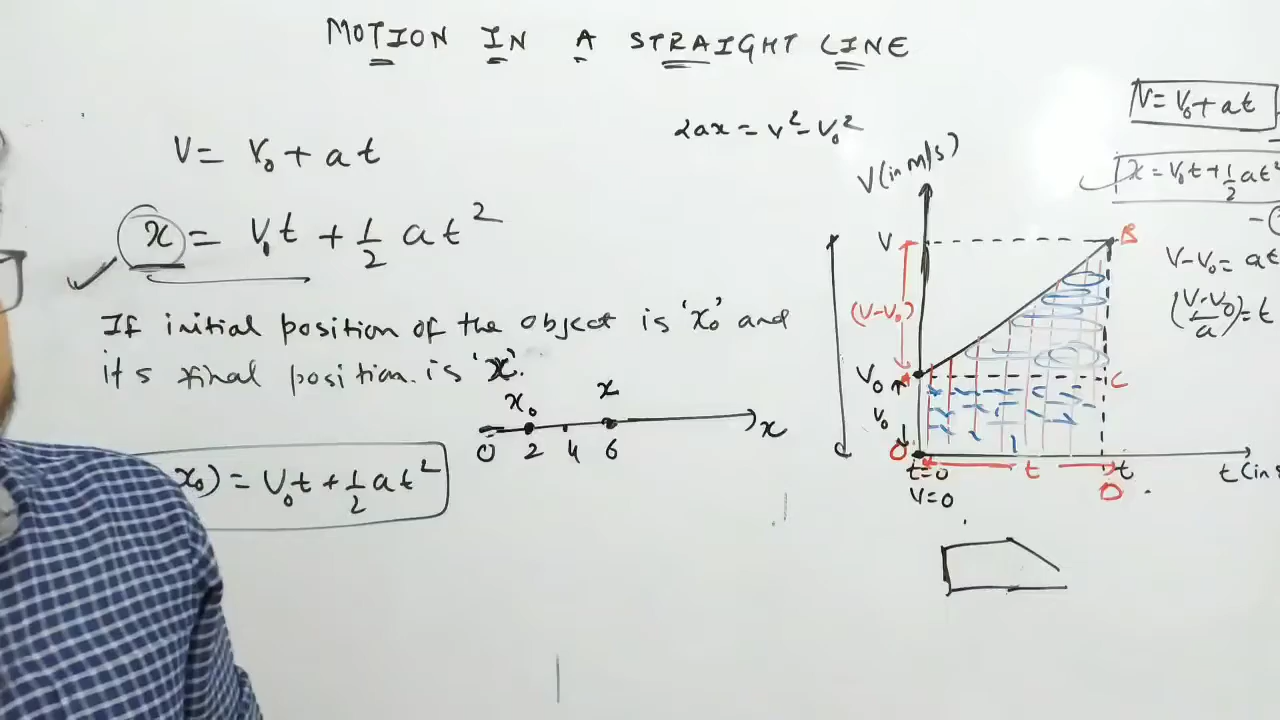 MOTION IN A STRAIGHT LINE
V = V₀ + at
x = V₀t + 1/2 at²
If initial position of the object is 'x₀' and
its final position. is 'x'.
x₀ x
0 2 4 6 x
x₀) = V₀t + 1/2 at²
2ax = v² - V₀²
V(in m/s)
V B
(V-V₀)
V₀ A C
V₀
O t t t(in
t=0 D
V=0
V = V₀ + at
x = V₀t + 1/2 at²
V-V₀ = at
(V-V₀/a) = t